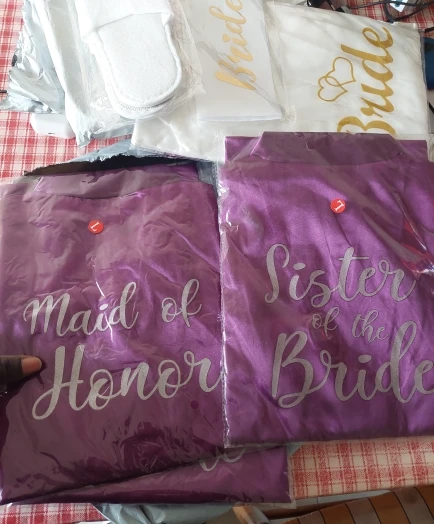 Bride
Bride
Maid of
Honor
L
Sister
of the
Bride
L